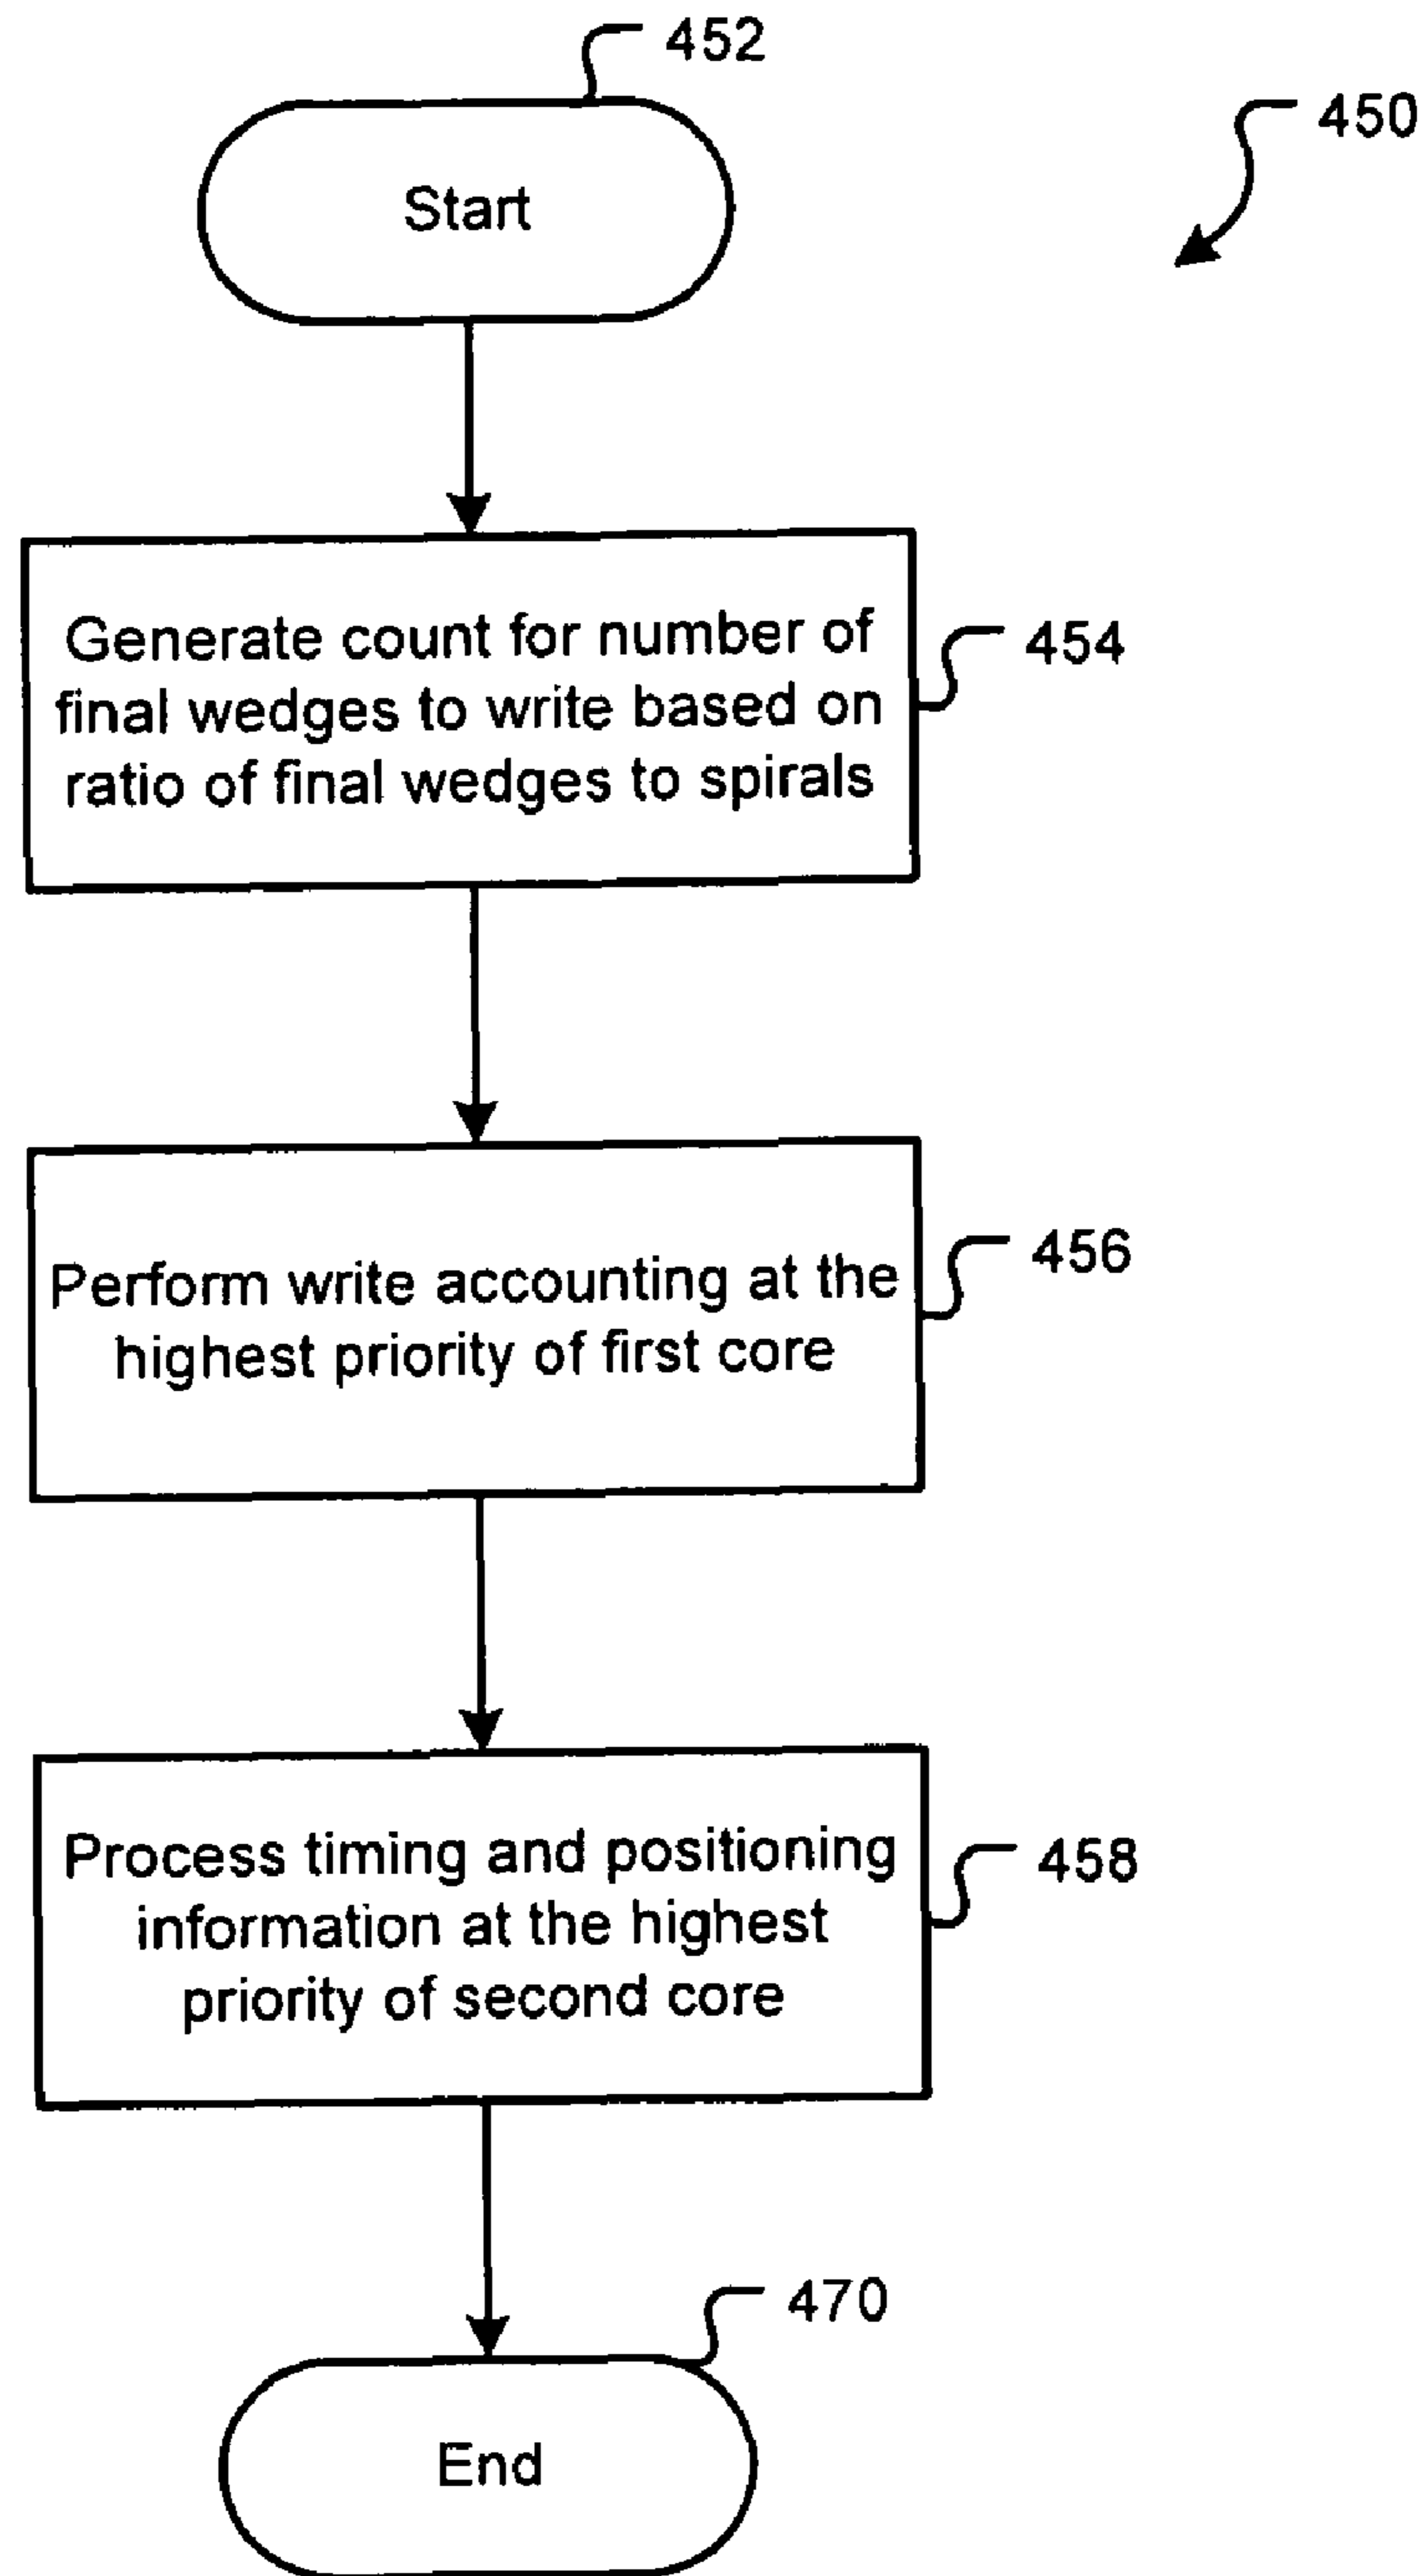 452
450
Start
Generate count for number of
final wedges to write based on
ratio of final wedges to spirals
454
Perform write accounting at the
highest priority of first core
456
Process timing and positioning
information at the highest
priority of second core
458
470
End